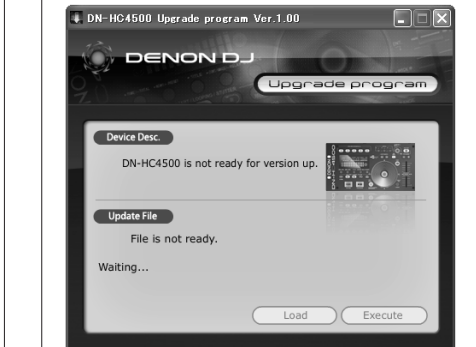 DN-HC4500 Upgrade program Ver.1.00
DENON DJ
Upgrade program
Device Desc.
DN-HC4500 is not ready for version up.
Update File
File is not ready.
Waiting...
Load
Execute